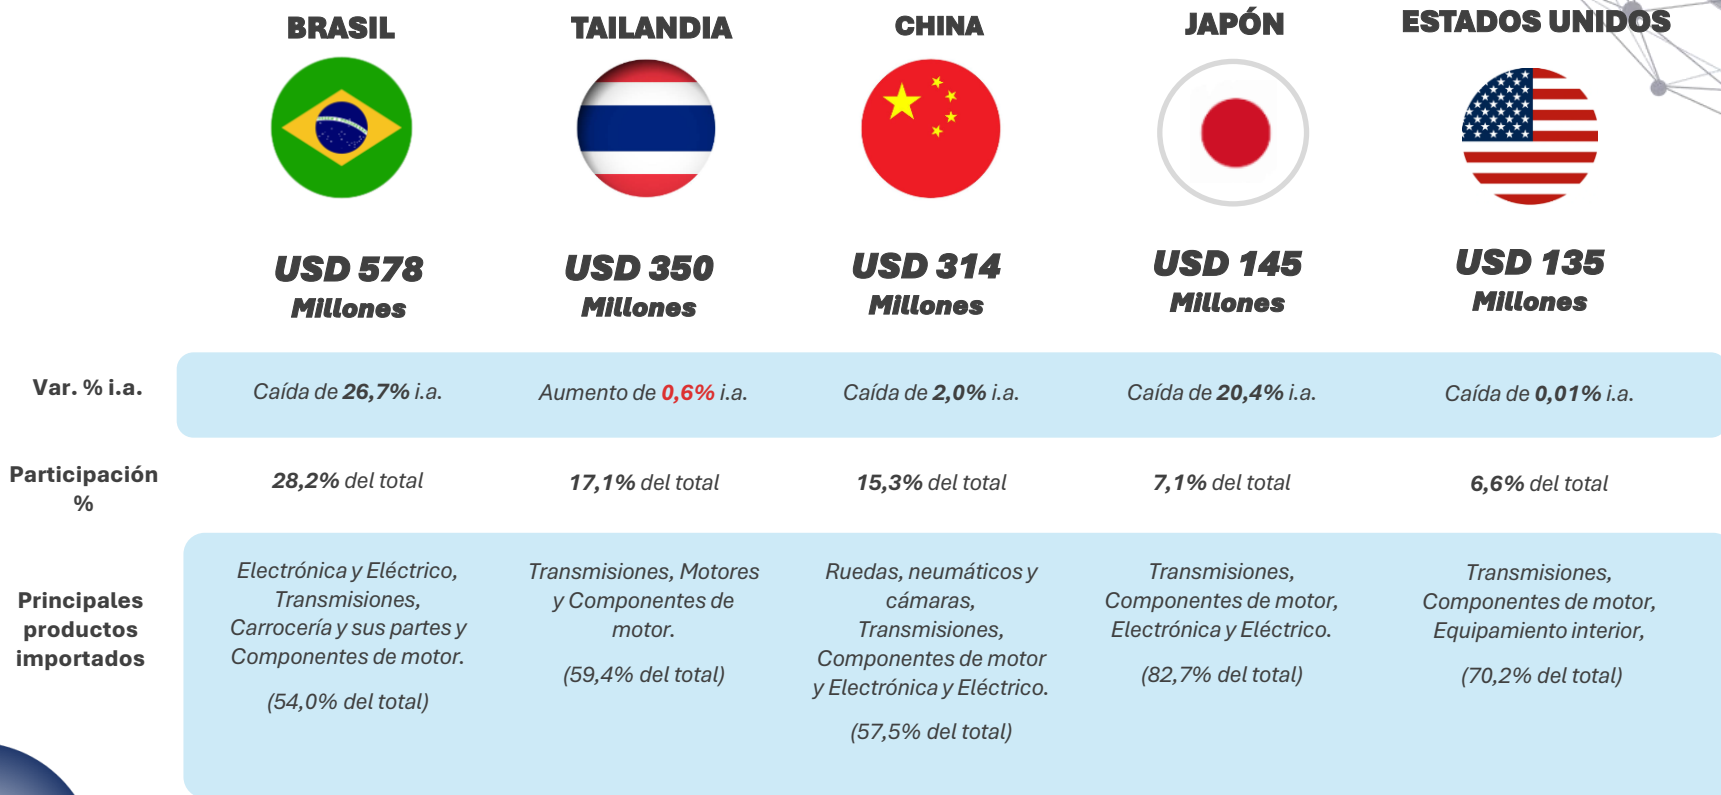 BRASIL
TAILANDIA
CHINA
JAPÓN
ESTADOS UNIDOS
USD 578
Millones
USD 350
Millones
USD 314
Millones
USD 145
Millones
USD 135
Millones
Var. % i.a.
Caída de 26,7% i.a.
Aumento de 0,6% i.a.
Caída de 2,0% i.a.
Caída de 20,4% i.a.
Caída de 0,01% i.a.
Participación
%
28,2% del total
17,1% del total
15,3% del total
7,1% del total
6,6% del total
Principales
productos
importados
Electrónica y Eléctrico,
Transmisiones,
Carrocería y sus partes y
Componentes de motor.
(54,0% del total)
Transmisiones, Motores
y Componentes de
motor.
(59,4% del total)
Ruedas, neumáticos y
cámaras,
Transmisiones,
Componentes de motor
y Electrónica y Eléctrico.
(57,5% del total)
Transmisiones,
Componentes de motor,
Electrónica y Eléctrico.
(82,7% del total)
Transmisiones,
Componentes de motor,
Equipamiento interior,
(70,2% del total)